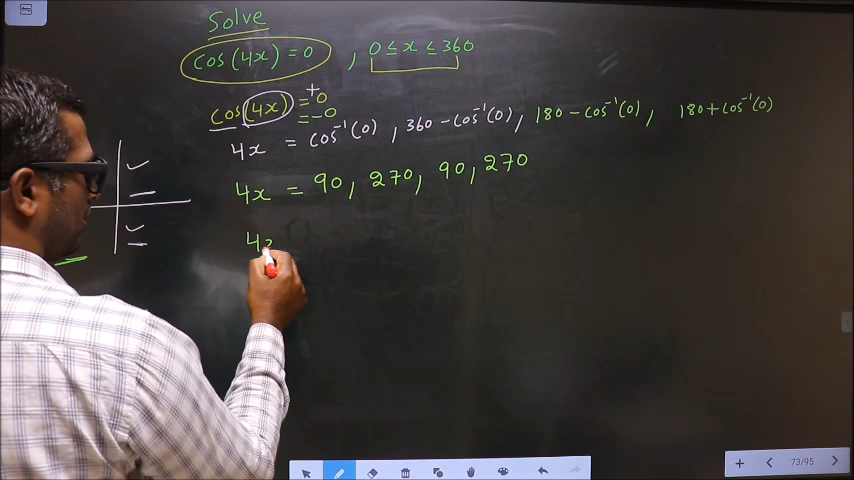 Solve
cos(4x) = 0 , 0 ≤ x ≤ 360
cos(4x) = +0
= -0
4x = cos⁻¹(0) , 360 - cos⁻¹(0) , 180 - cos⁻¹(0) , 180 + cos⁻¹(0)
4x = 90, 270, 90, 270
4x
73/95